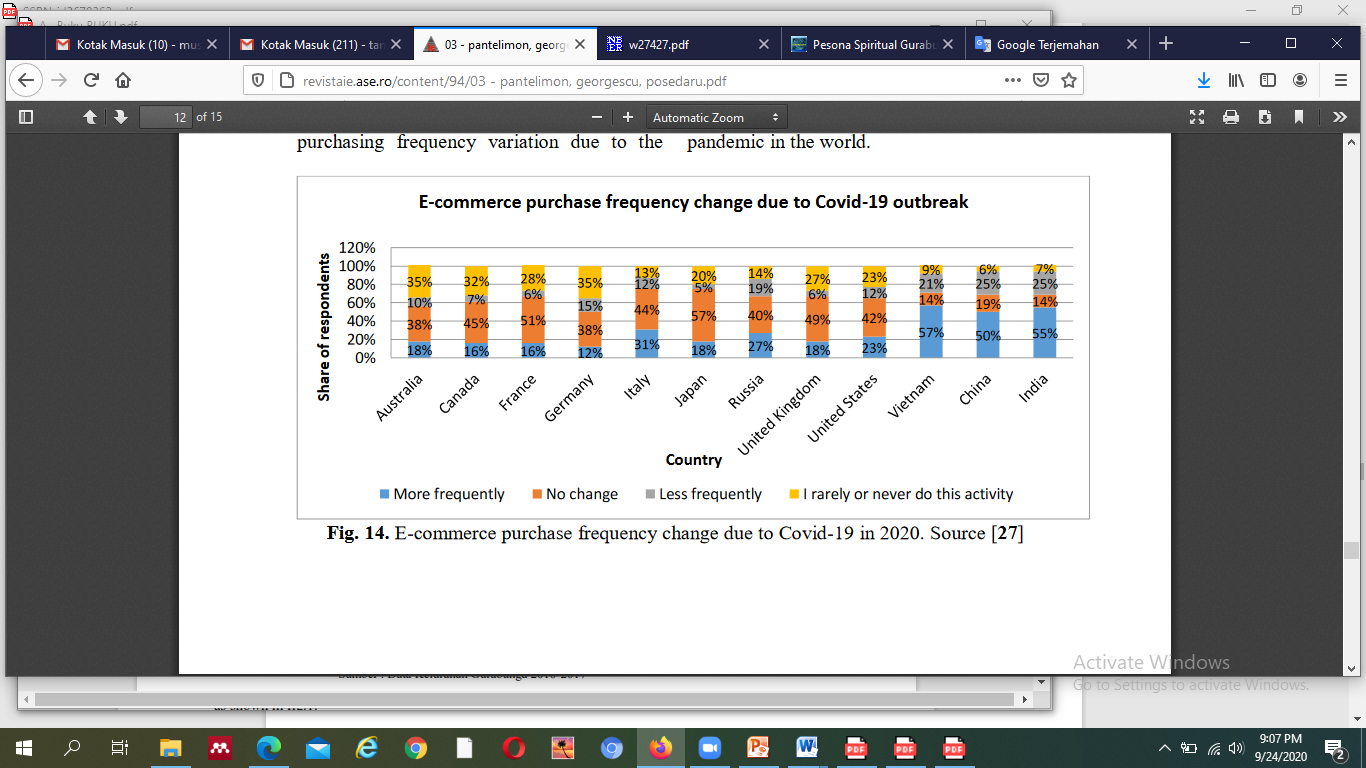 Kotak Masuk (10) - mus
Kotak Masuk (211) - tar
03 - pantelimon, george
w27427.pdf
Pesona Spiritual Gurabu
Google Terjemahan
revistaie.ase.ro/content/94/03 - pantelimon, georgescu, posedaru.pdf
12 of 15
Automatic Zoom
purchasing frequency variation due to the pandemic in the world.
E-commerce purchase frequency change due to Covid-19 outbreak
Share of respondents
120%
100%
80%
60%
40%
20%
0%
35% 32% 28% 35% 13% 20% 14% 27% 23% 9% 6% 7%
10% 7% 6% 15% 12% 5% 19% 6% 12% 21% 25% 25%
38% 45% 51% 38% 44% 57% 40% 49% 42% 14% 19% 14%
18% 16% 16% 12% 31% 18% 27% 18% 23% 57% 50% 55%
Australia Canada France Germany Italy Japan Russia United Kingdom United States Vietnam China India
Country
More frequently No change Less frequently I rarely or never do this activity
Fig. 14. E-commerce purchase frequency change due to Covid-19 in 2020. Source [27]
Activate Windows
Go to Settings to activate Windows.
9:07 PM
9/24/2020
2